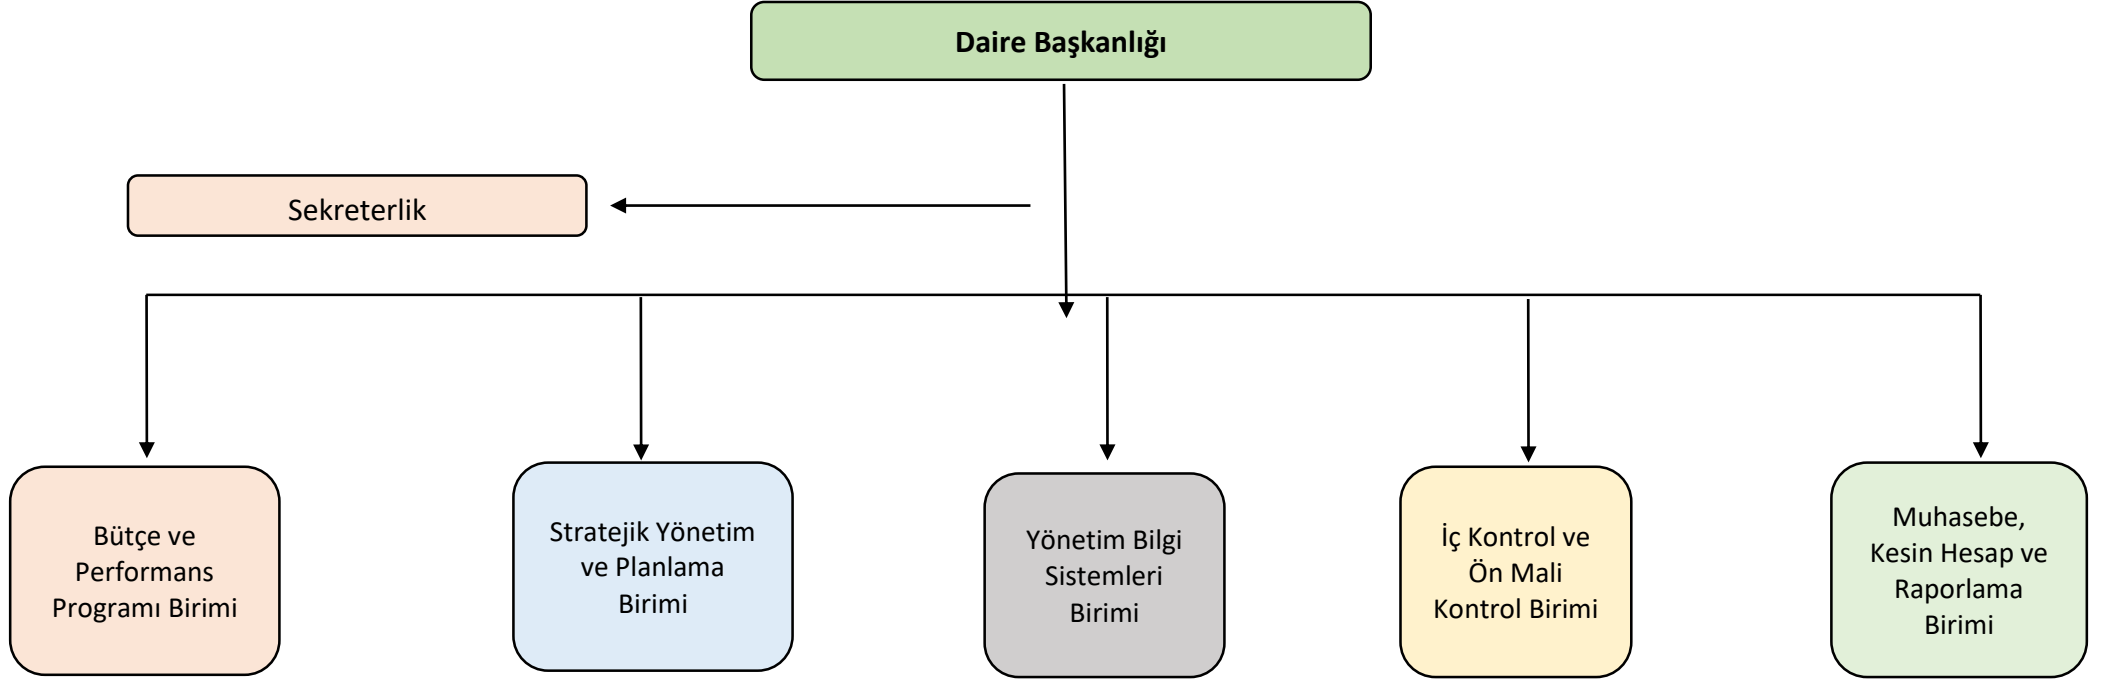 Daire Başkanlığı
Sekreterlik
Bütçe ve
Performans
Programı Birimi
Stratejik Yönetim
ve Planlama
Birimi
Yönetim Bilgi
Sistemleri
Birimi
İç Kontrol ve
Ön Mali
Kontrol Birimi
Muhasebe,
Kesin Hesap ve
Raporlama
Birimi